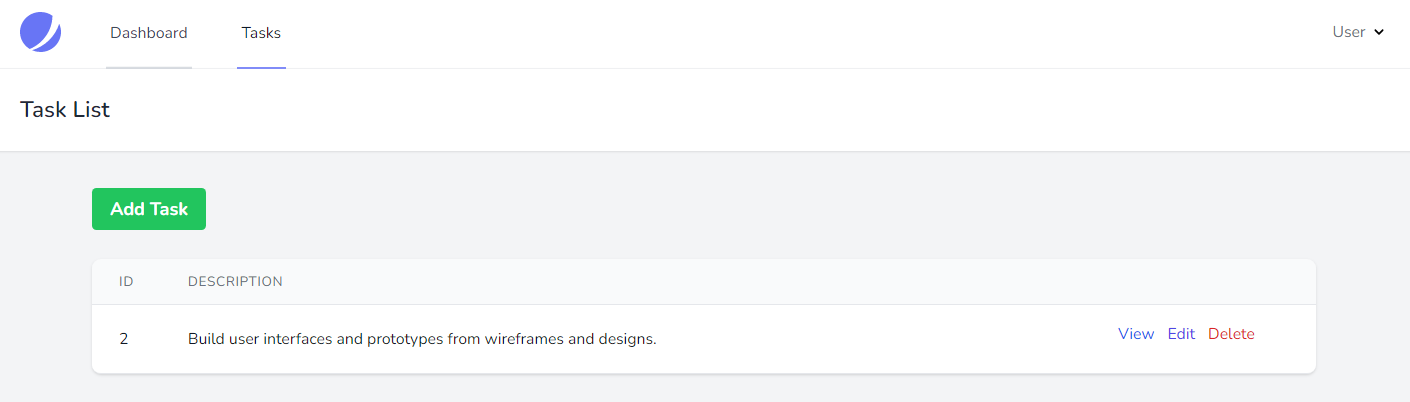 Dashboard Tasks User
Task List
Add Task
ID DESCRIPTION
2 Build user interfaces and prototypes from wireframes and designs. View Edit Delete